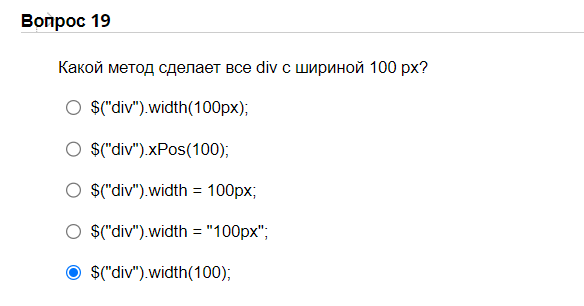 Вопрос 19
Какой метод сделает все div с шириной 100 px?
$("div").width(100px);
$("div").xPos(100);
$("div").width = 100px;
$("div").width = "100px";
$("div").width(100);